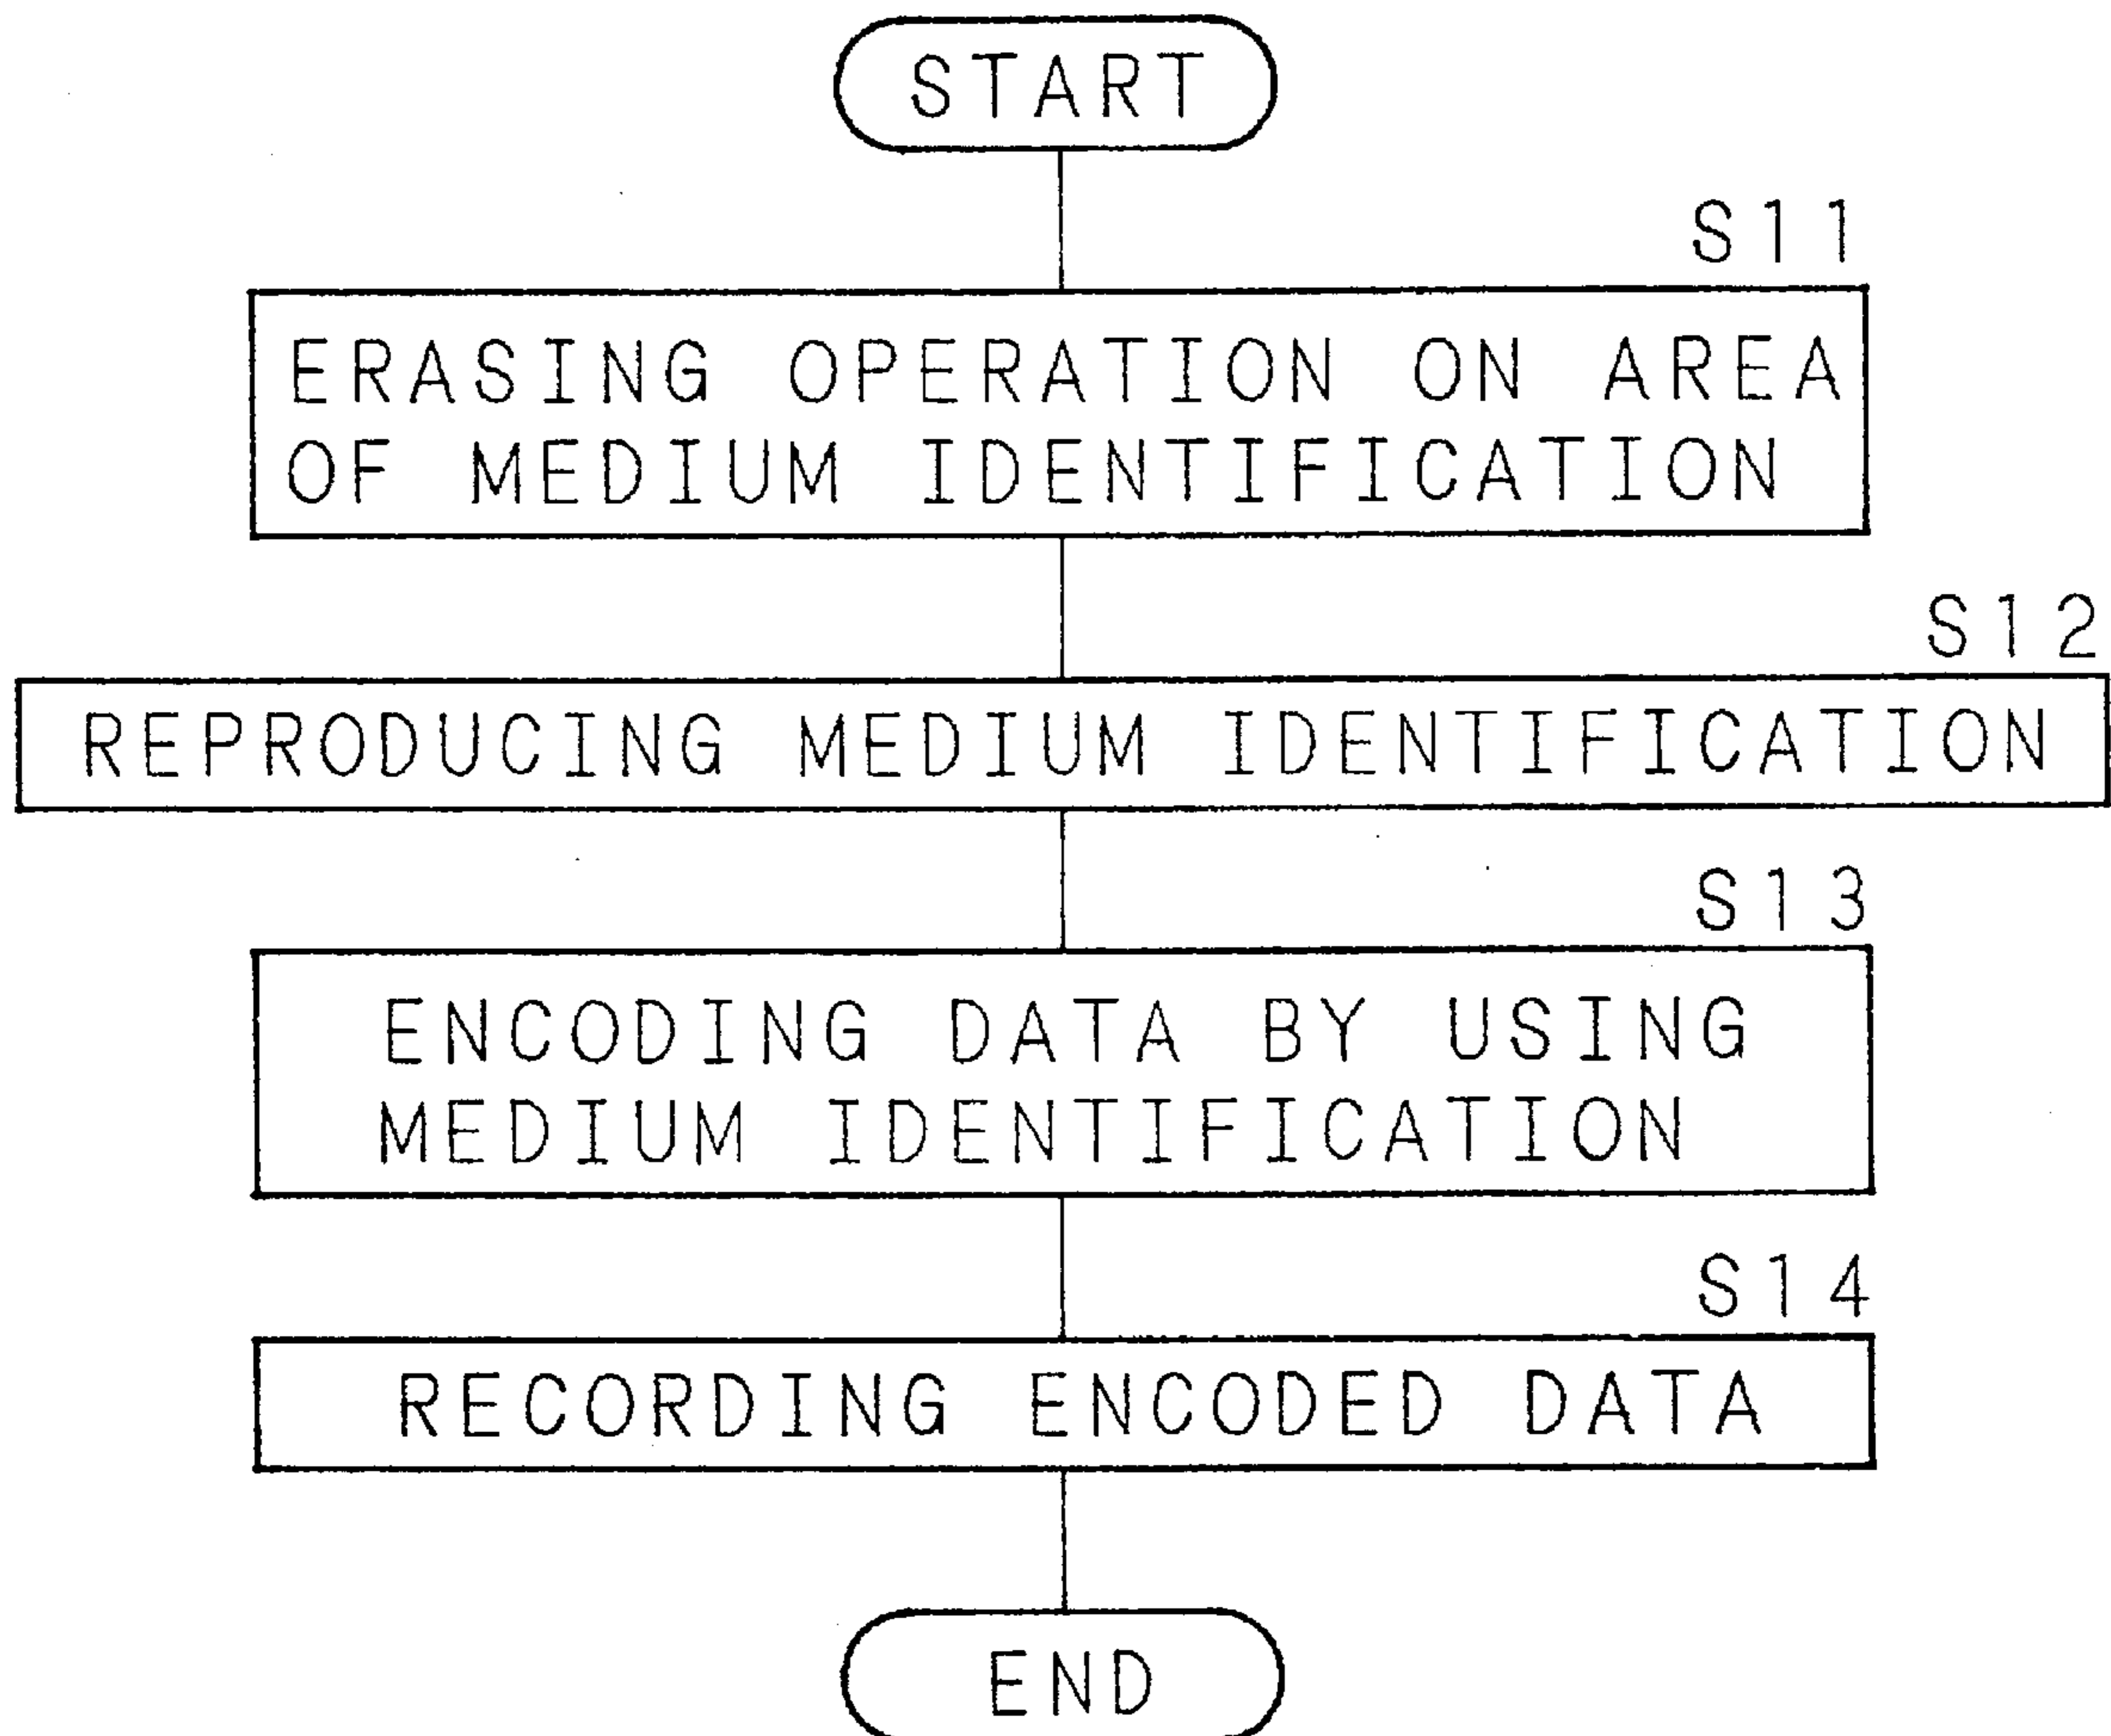 START
S11
ERASING OPERATION ON AREA
OF MEDIUM IDENTIFICATION
S12
REPRODUCING MEDIUM IDENTIFICATION
S13
ENCODING DATA BY USING
MEDIUM IDENTIFICATION
S14
RECORDING ENCODED DATA
END